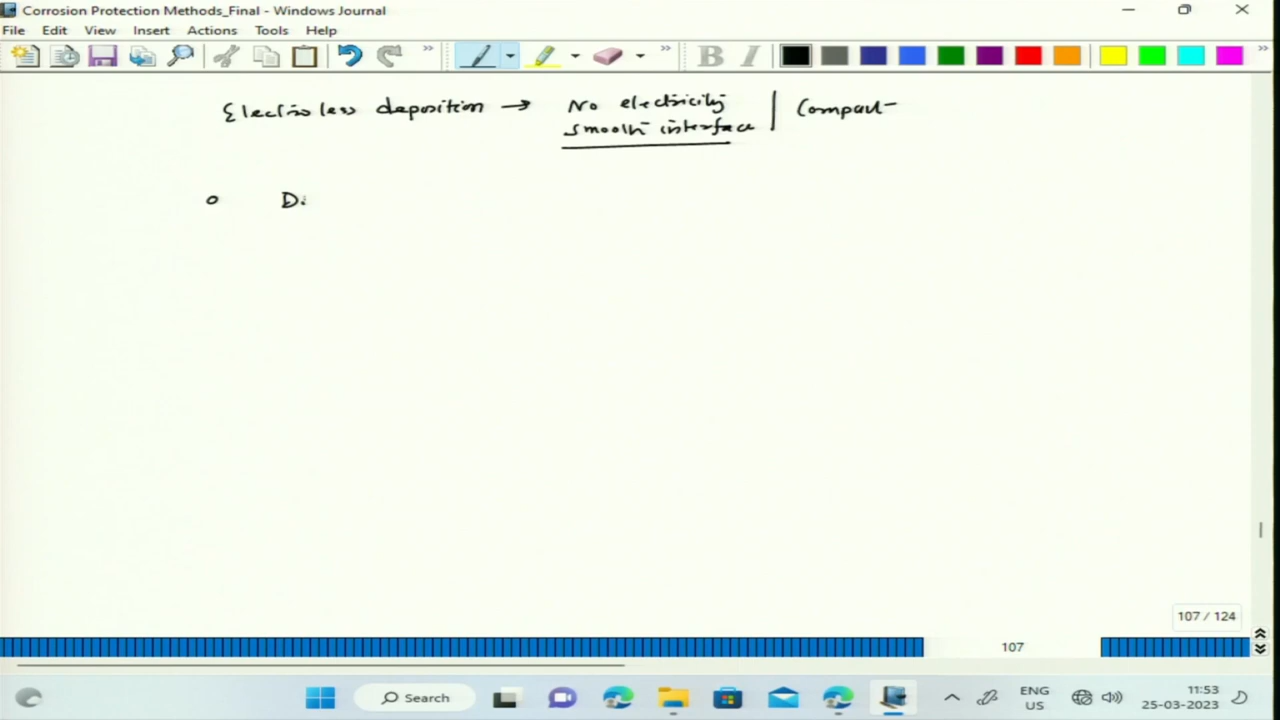 Corrosion Protection Methods_Final - Windows Journal
File Edit View Insert Actions Tools Help
B I
Electroless deposition → No electricity | Compact
smooth interface
o Di
107 / 124
107
Search
ENG
US
11:53
25-03-2023